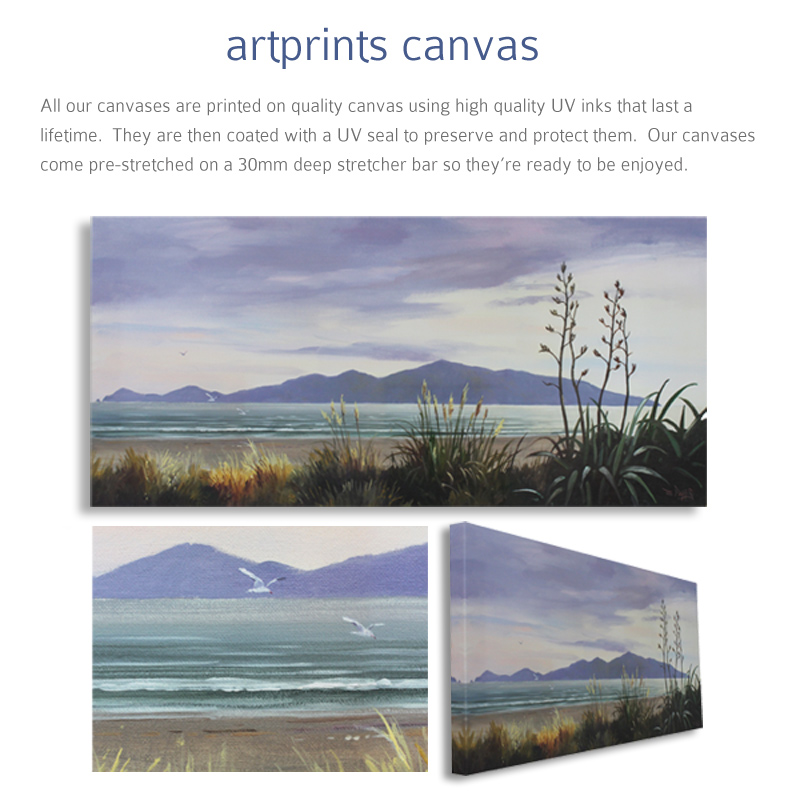 artprints canvas
All our canvases are printed on quality canvas using high quality UV inks that last a
lifetime.  They are then coated with a UV seal to preserve and protect them.  Our canvases
come pre-stretched on a 30mm deep stretcher bar so they’re ready to be enjoyed.